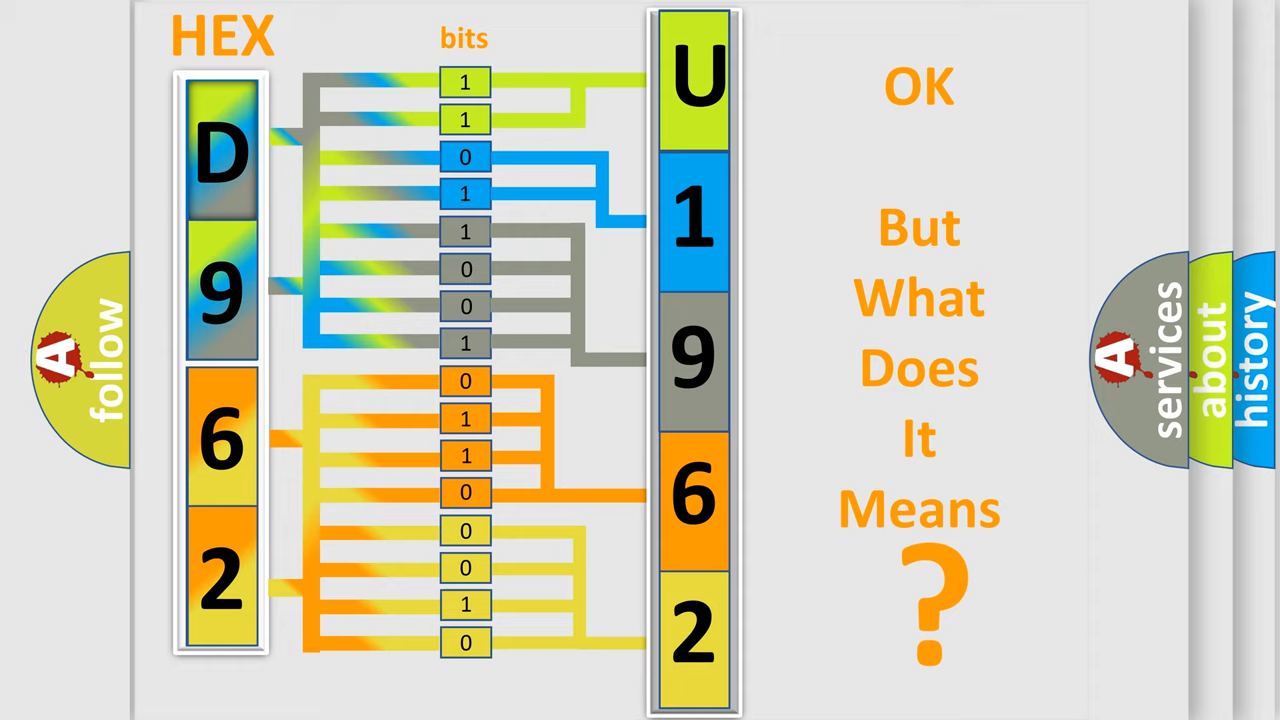 HEX
bits
D
9
6
2
1
1
0
1
1
0
0
1
0
1
1
0
0
0
1
0
U
1
9
6
2
OK
But
What
Does
It
Means
?
A
follow
A
services
about
history